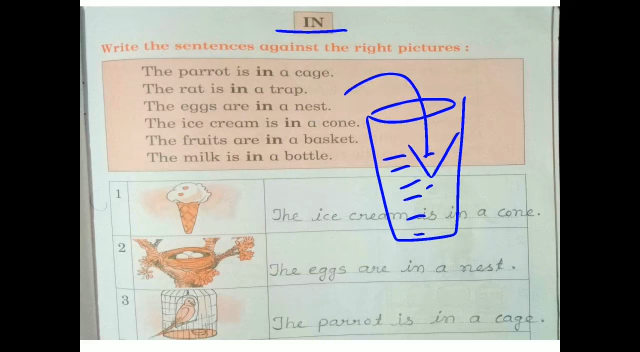 IN
Write the sentences against the right pictures :
The parrot is in a cage.
The rat is in a trap.
The eggs are in a nest.
The ice cream is in a cone.
The fruits are in a basket.
The milk is in a bottle.
1
The ice cream is in a cone.
2
The eggs are in a nest.
3
The parrot is in a cage.